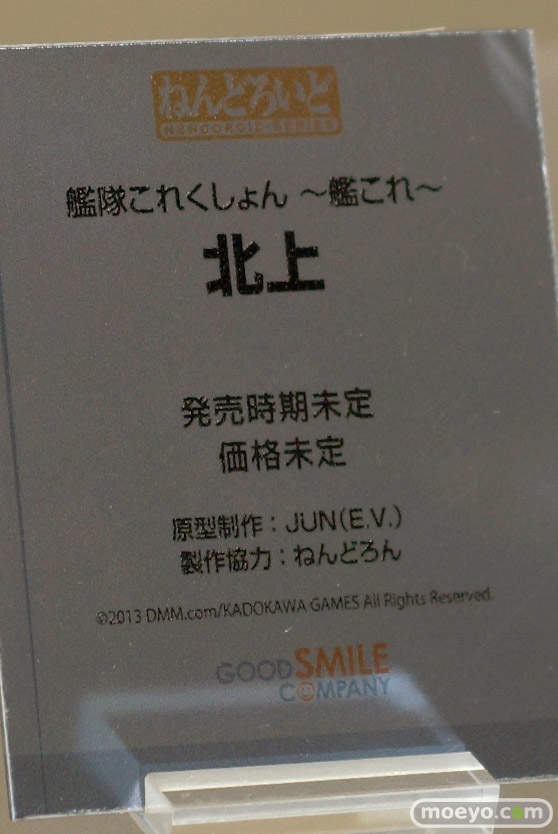 ねんどろいど
NENDOROID SERIES
艦隊これくしょん ～艦これ～
北上
発売時期未定
価格未定
原型制作：JUN(E.V.)
製作協力：ねんどろん
©2013 DMM.com/KADOKAWA GAMES All Rights Reserved.
GOOD SMILE
COMPANY
moeyo.com